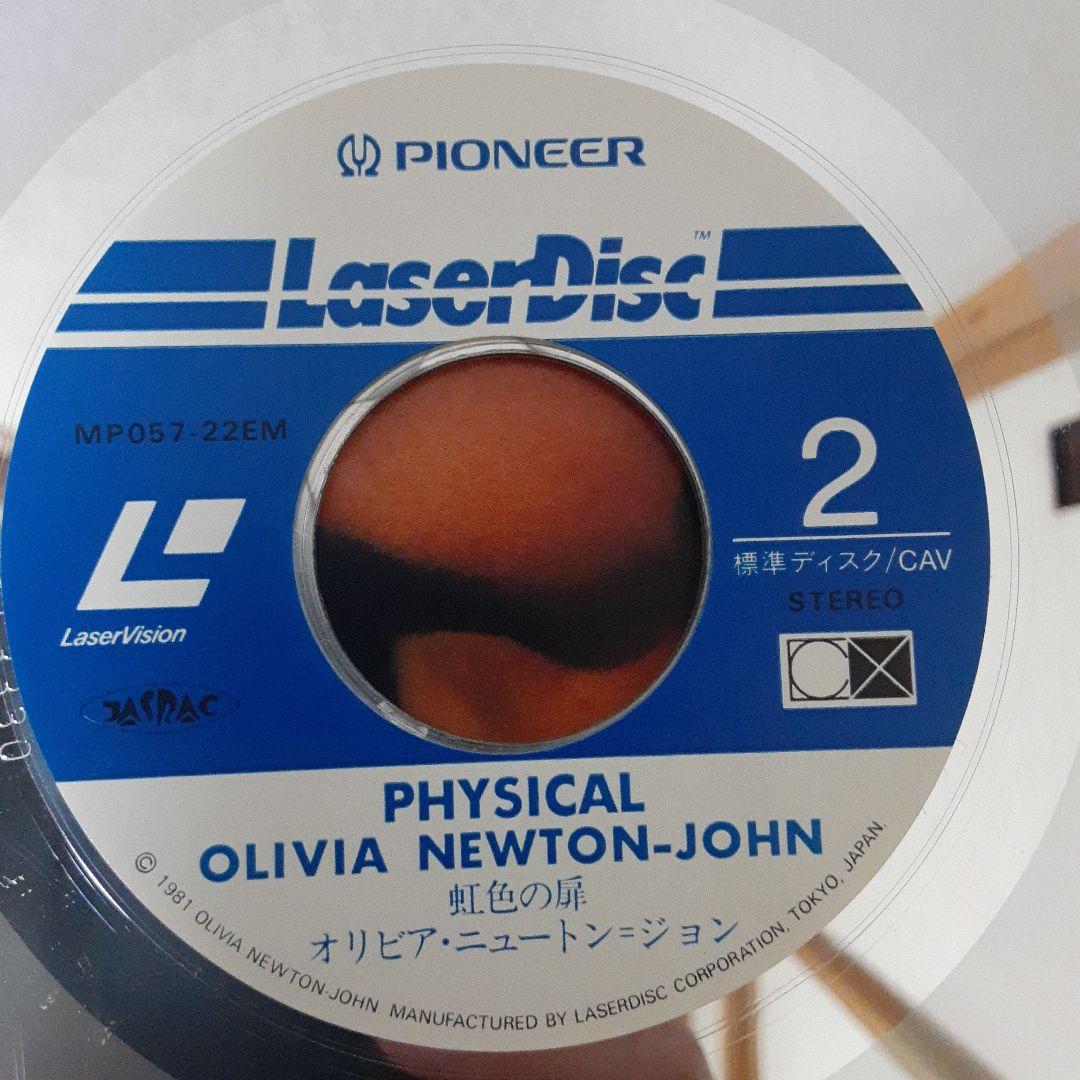 PIONEER
LaserDisc™
MP057-22EM
2
標準ディスク/CAV
STEREO
LaserVision
JASRAC
CX
PHYSICAL
OLIVIA NEWTON-JOHN
虹色の扉
オリビア・ニュートン=ジョン
© 1981 OLIVIA NEWTON-JOHN MANUFACTURED BY LASERDISC CORPORATION, TOKYO, JAPAN.